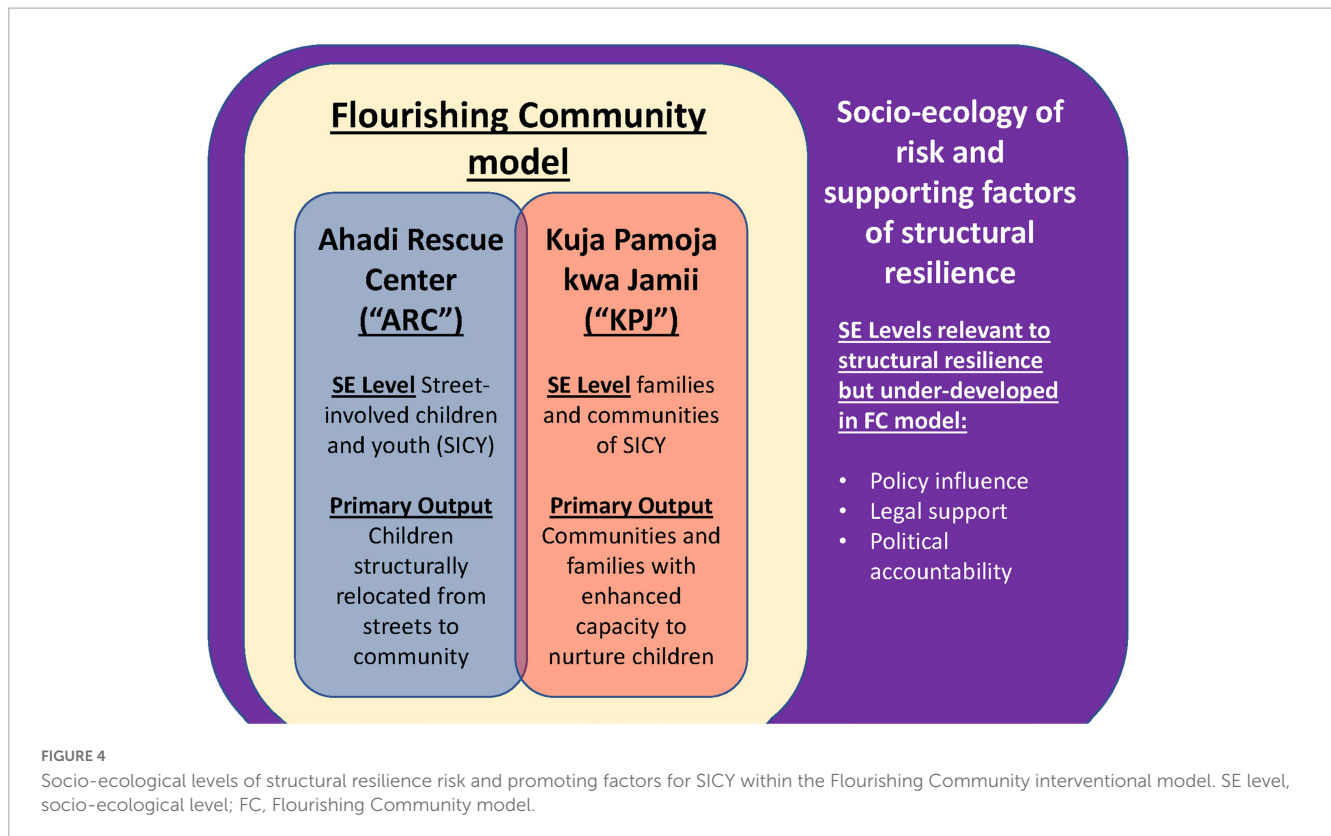 Flourishing Community
model
Ahadi Rescue
Center
(“ARC”)
SE Level Street-
involved children
and youth (SICY)
Primary Output
Children
structurally
relocated from
streets to
community
Kuja Pamoja
kwa Jamii
(“KPJ”)
SE Level families
and communities
of SICY
Primary Output
Communities and
families with
enhanced
capacity to
nurture children
Socio-ecology of
risk and
supporting factors
of structural
resilience
SE Levels relevant to
structural resilience
but under-developed
in FC model:
• Policy influence
• Legal support
• Political
accountability
FIGURE 4
Socio-ecological levels of structural resilience risk and promoting factors for SICY within the Flourishing Community interventional model. SE level,
socio-ecological level; FC, Flourishing Community model.